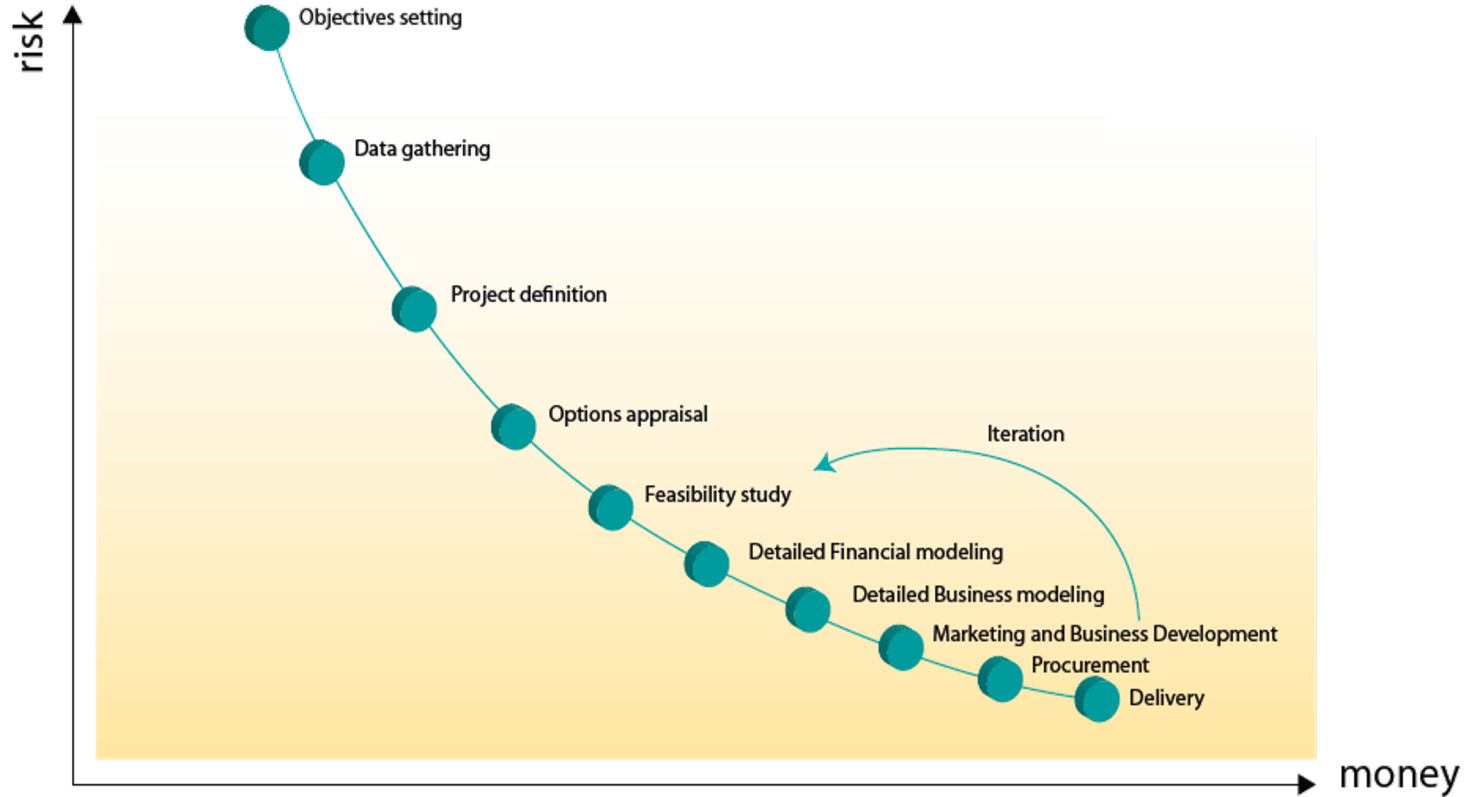 risk
Objectives setting
Data gathering
Project definition
Options appraisal
Iteration
Feasibility study
Detailed Financial modeling
Detailed Business modeling
Marketing and Business Development
Procurement
Delivery
money